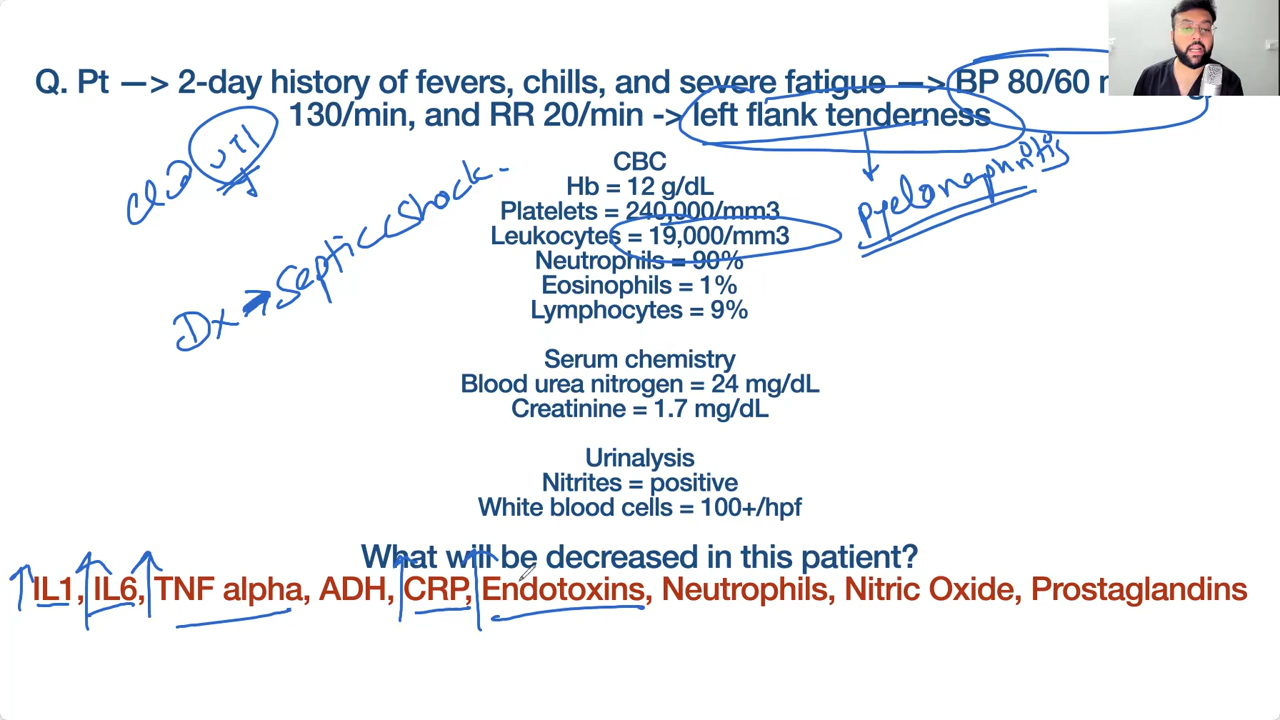 Q. Pt —> 2-day history of fevers, chills, and severe fatigue —> BP 80/60
130/min, and RR 20/min -> left flank tenderness
UTI
Dx → Septic shock -
pyelonephritis
CBC
Hb = 12 g/dL
Platelets = 240,000/mm3
Leukocytes = 19,000/mm3
Neutrophils = 90%
Eosinophils = 1%
Lymphocytes = 9%
Serum chemistry
Blood urea nitrogen = 24 mg/dL
Creatinine = 1.7 mg/dL
Urinalysis
Nitrites = positive
White blood cells = 100+/hpf
What will be decreased in this patient?
IL1, IL6, TNF alpha, ADH, CRP, Endotoxins, Neutrophils, Nitric Oxide, Prostaglandins